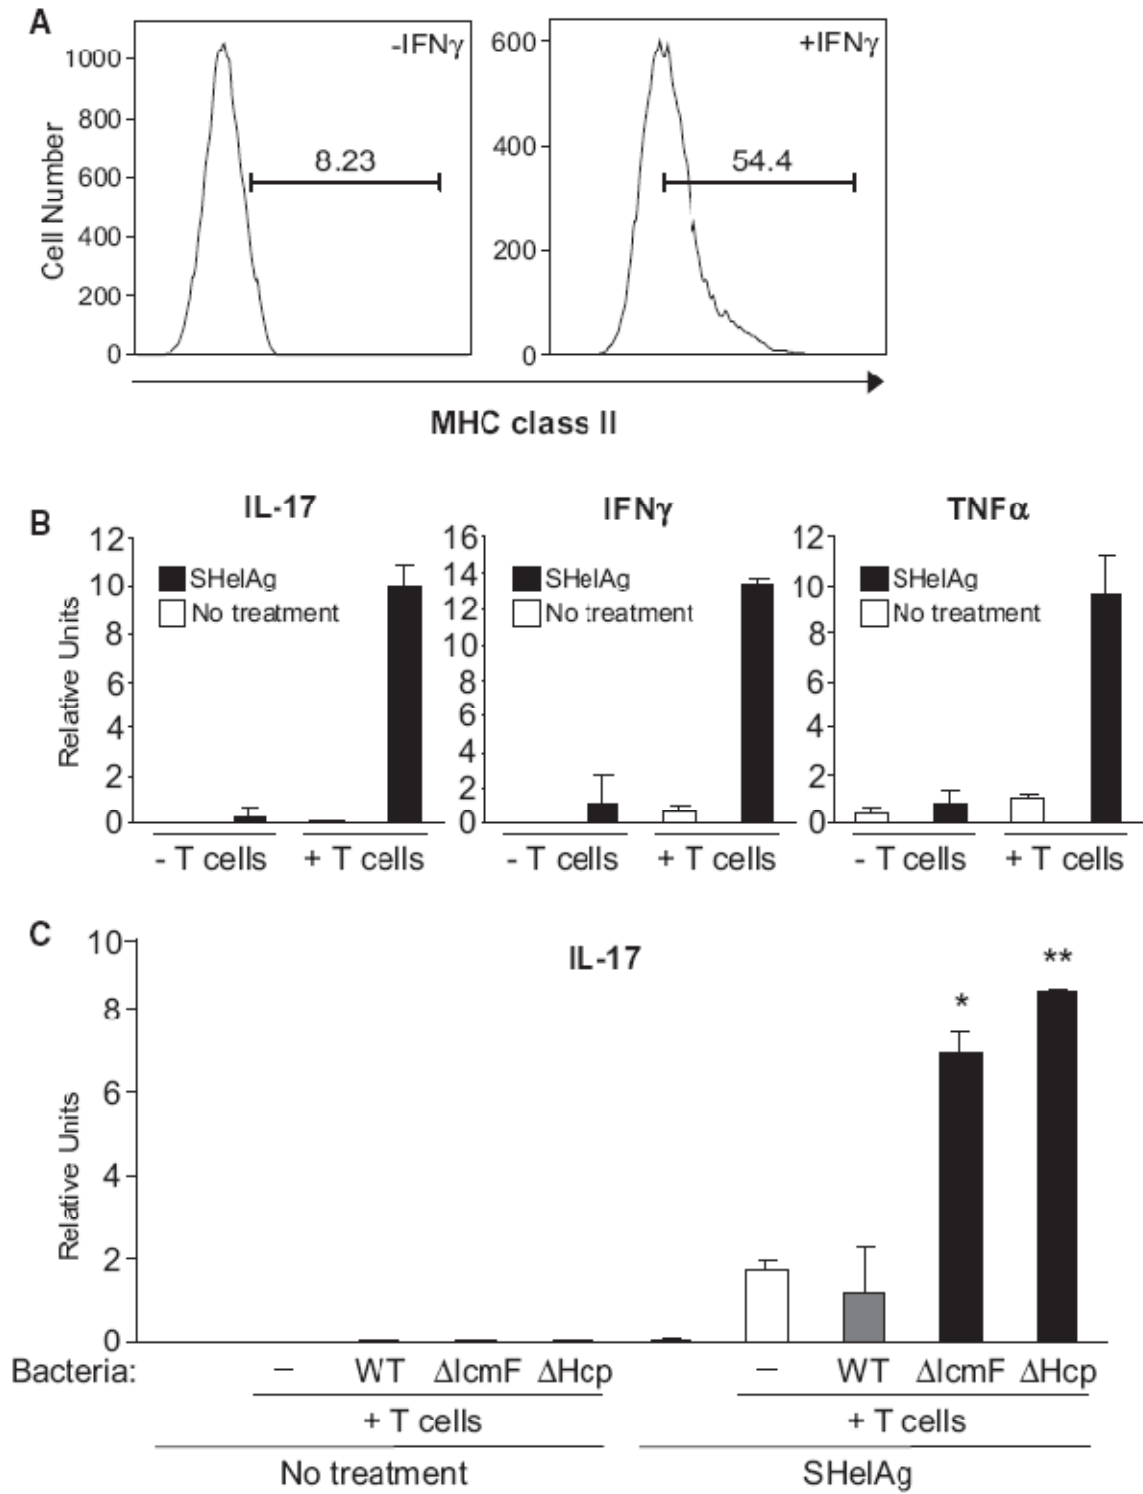 A
-IFNγ
+IFNγ
Cell Number
1000
800
600
400
200
0
8.23
600
400
200
0
54.4
MHC class II
B
IL-17
IFNγ
TNFα
Relative Units
12
10
8
6
4
2
0
SHelAg
No treatment
- T cells + T cells
16
14
12
10
8
6
4
2
0
SHelAg
No treatment
- T cells + T cells
12
10
8
6
4
2
0
SHelAg
No treatment
- T cells + T cells
C
IL-17
Relative Units
10
8
6
4
2
0
*
**
Bacteria: – WT ΔIcmF ΔHcp – WT ΔIcmF ΔHcp
+ T cells + T cells
No treatment SHelAg